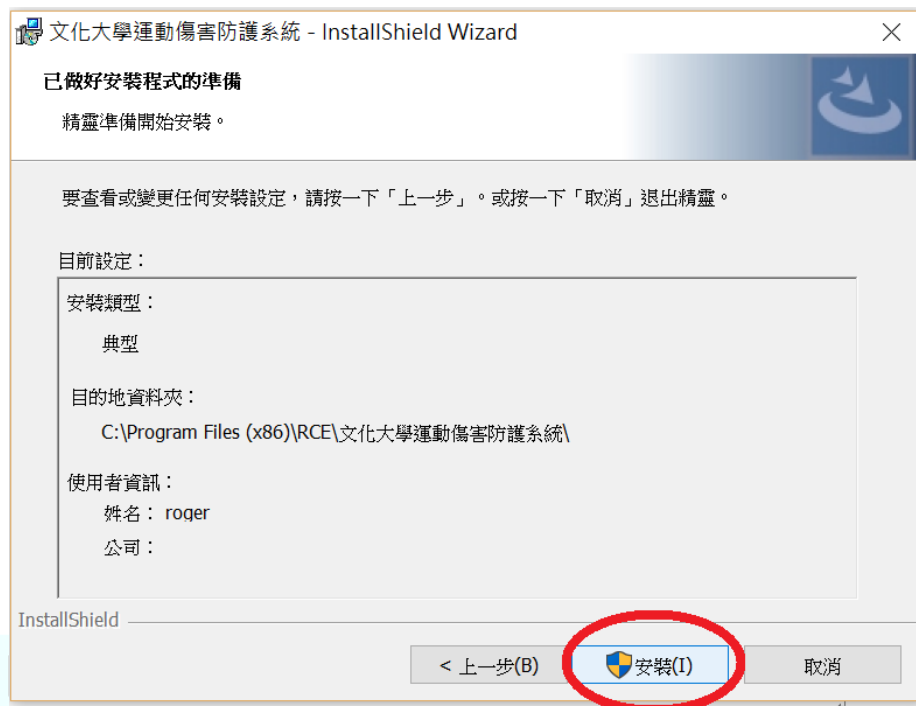 文化大學運動傷害防護系統 - InstallShield Wizard
已做好安裝程式的準備
精靈準備開始安裝。
要查看或變更任何安裝設定，請按一下「上一步」。或按一下「取消」退出精靈。
目前設定：
安裝類型：
典型
目的地資料夾：
C:\Program Files (x86)\RCE\文化大學運動傷害防護系統\
使用者資訊：
姓名： roger
公司：
InstallShield
< 上一步(B)
安裝(I)
取消